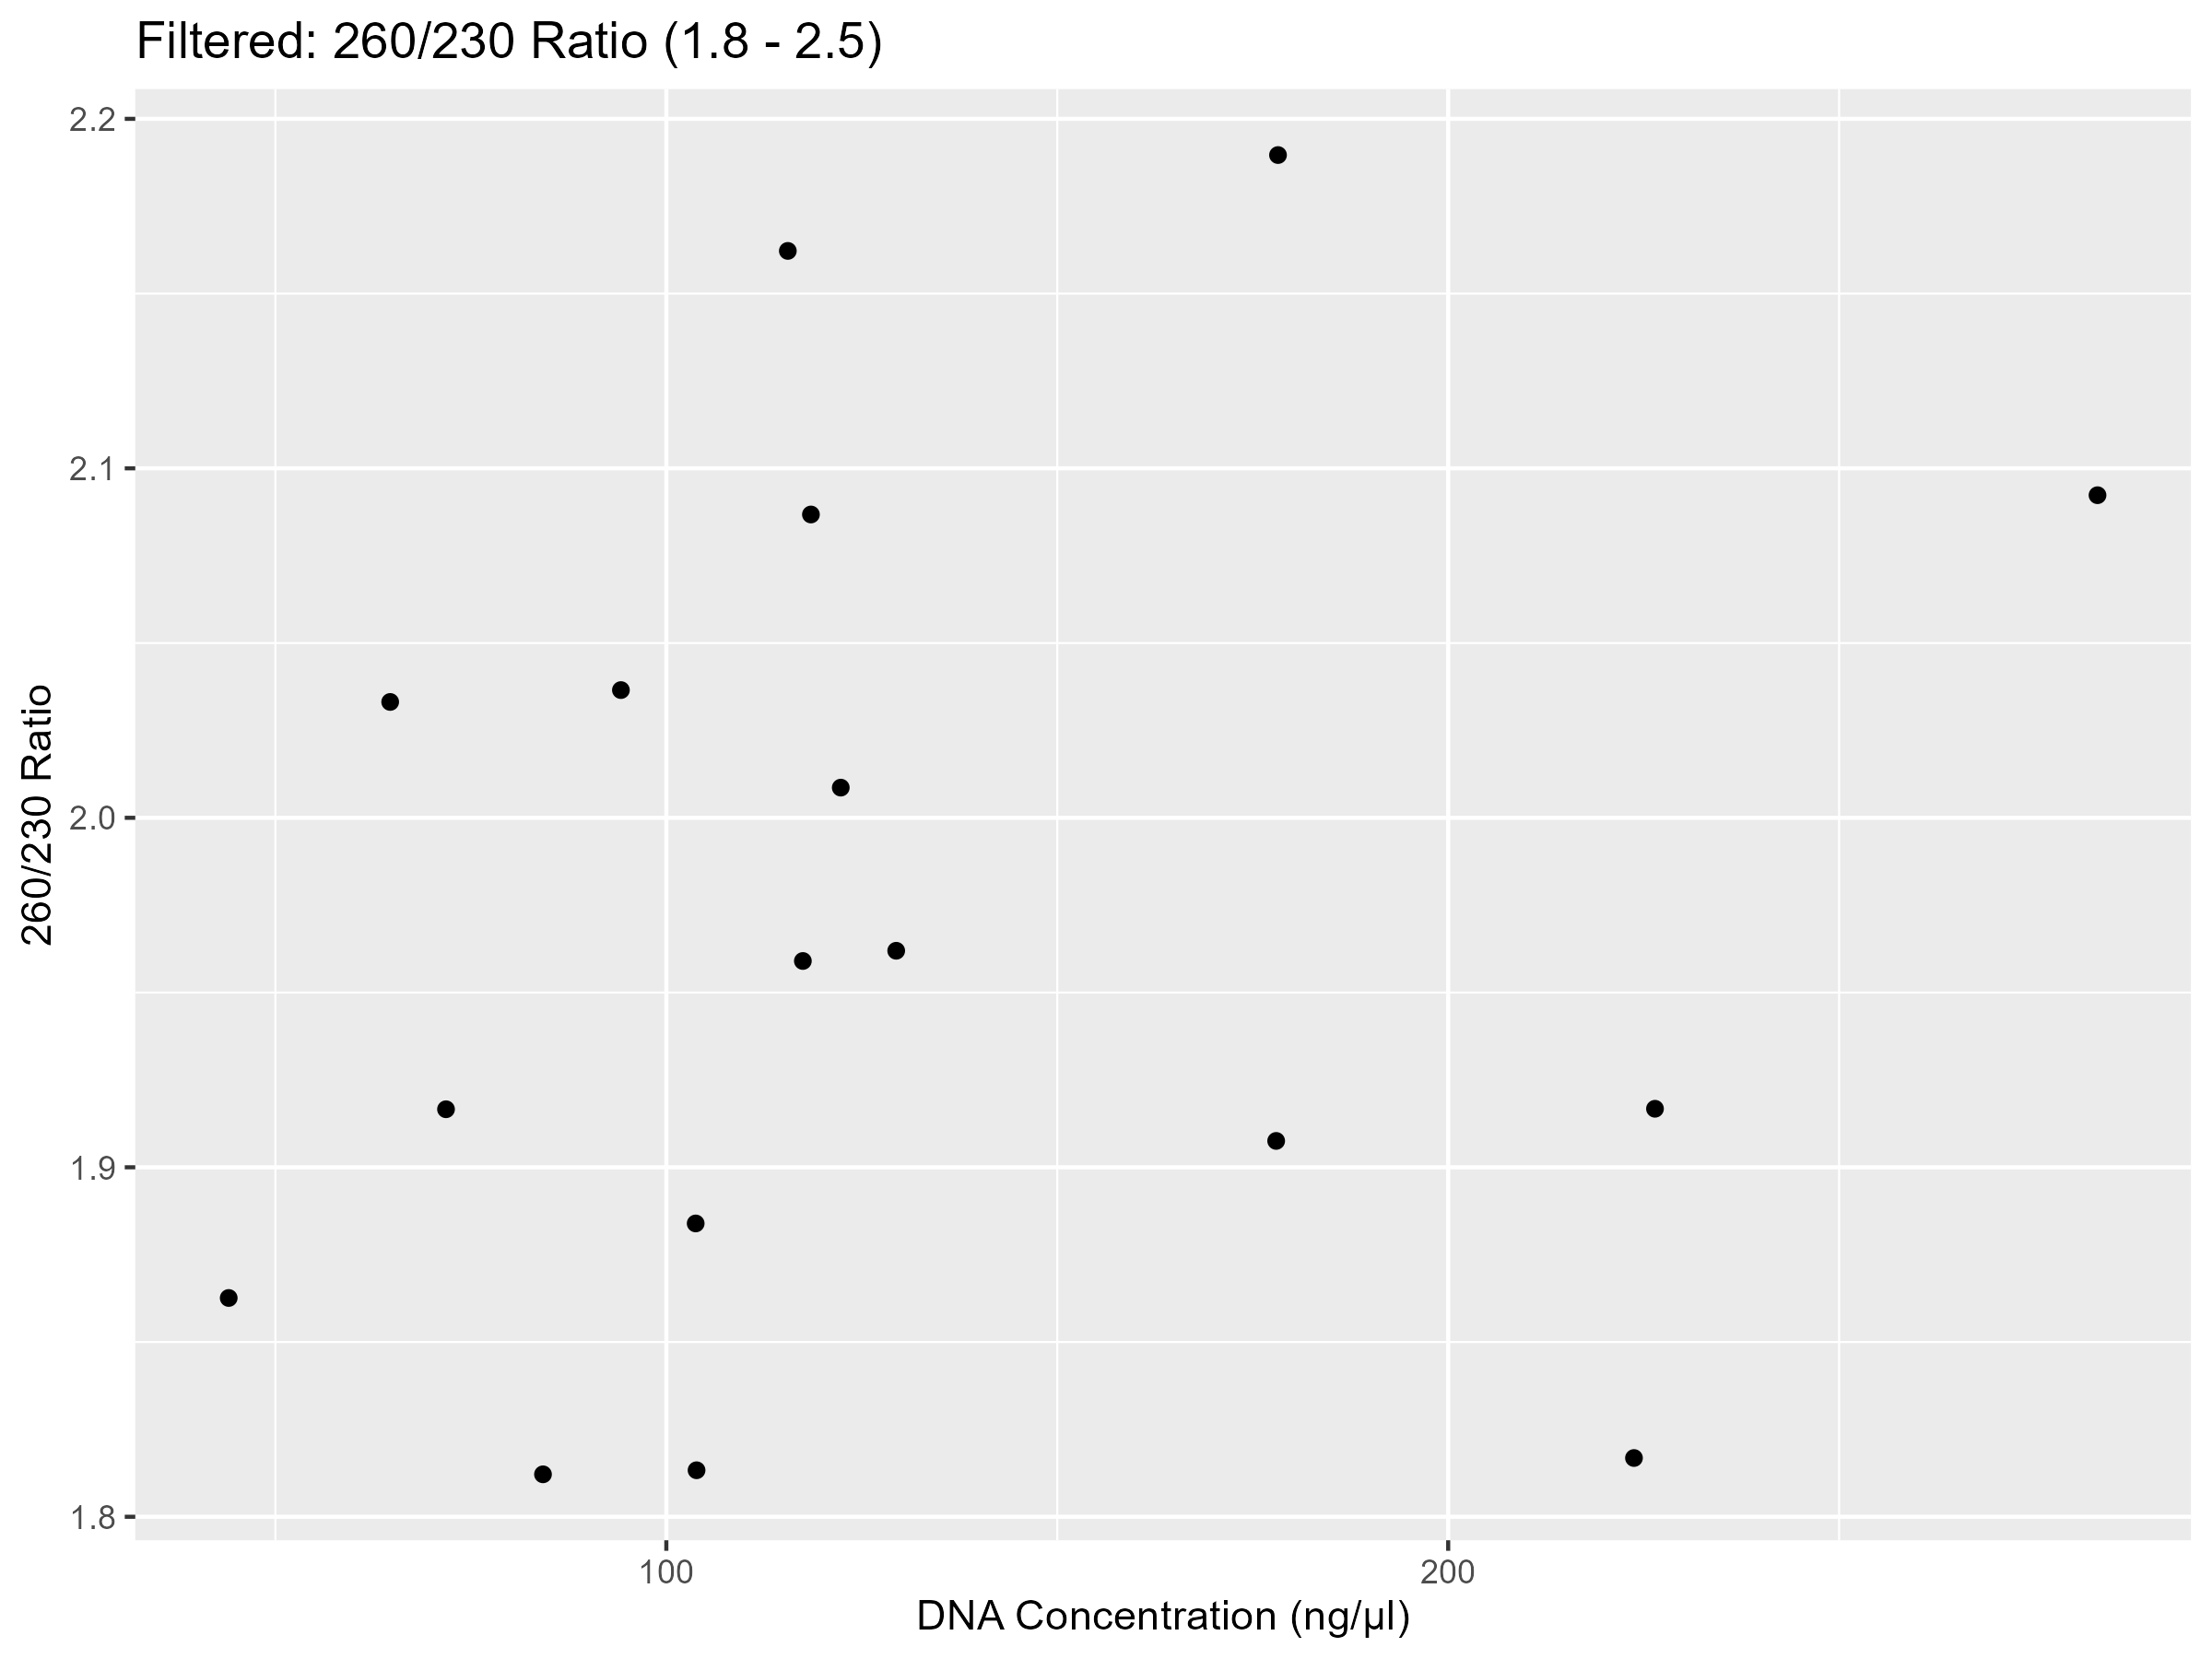 Filtered: 260/230 Ratio (1.8 - 2.5)
2.2
2.1
2.0
1.9
1.8
260/230 Ratio
100 200
DNA Concentration (ng/µl)